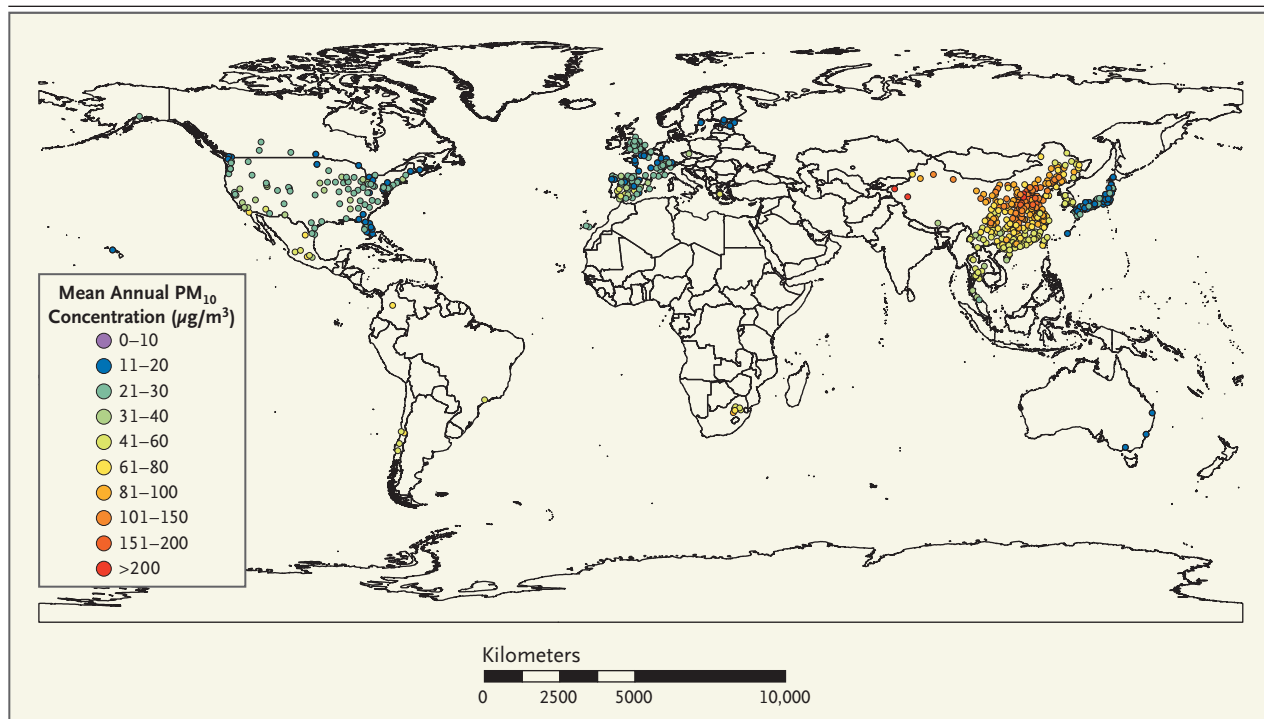 Mean Annual PM₁₀
Concentration (µg/m³)
0–10
11–20
21–30
31–40
41–60
61–80
81–100
101–150
151–200
>200
Kilometers
0 2500 5000 10,000